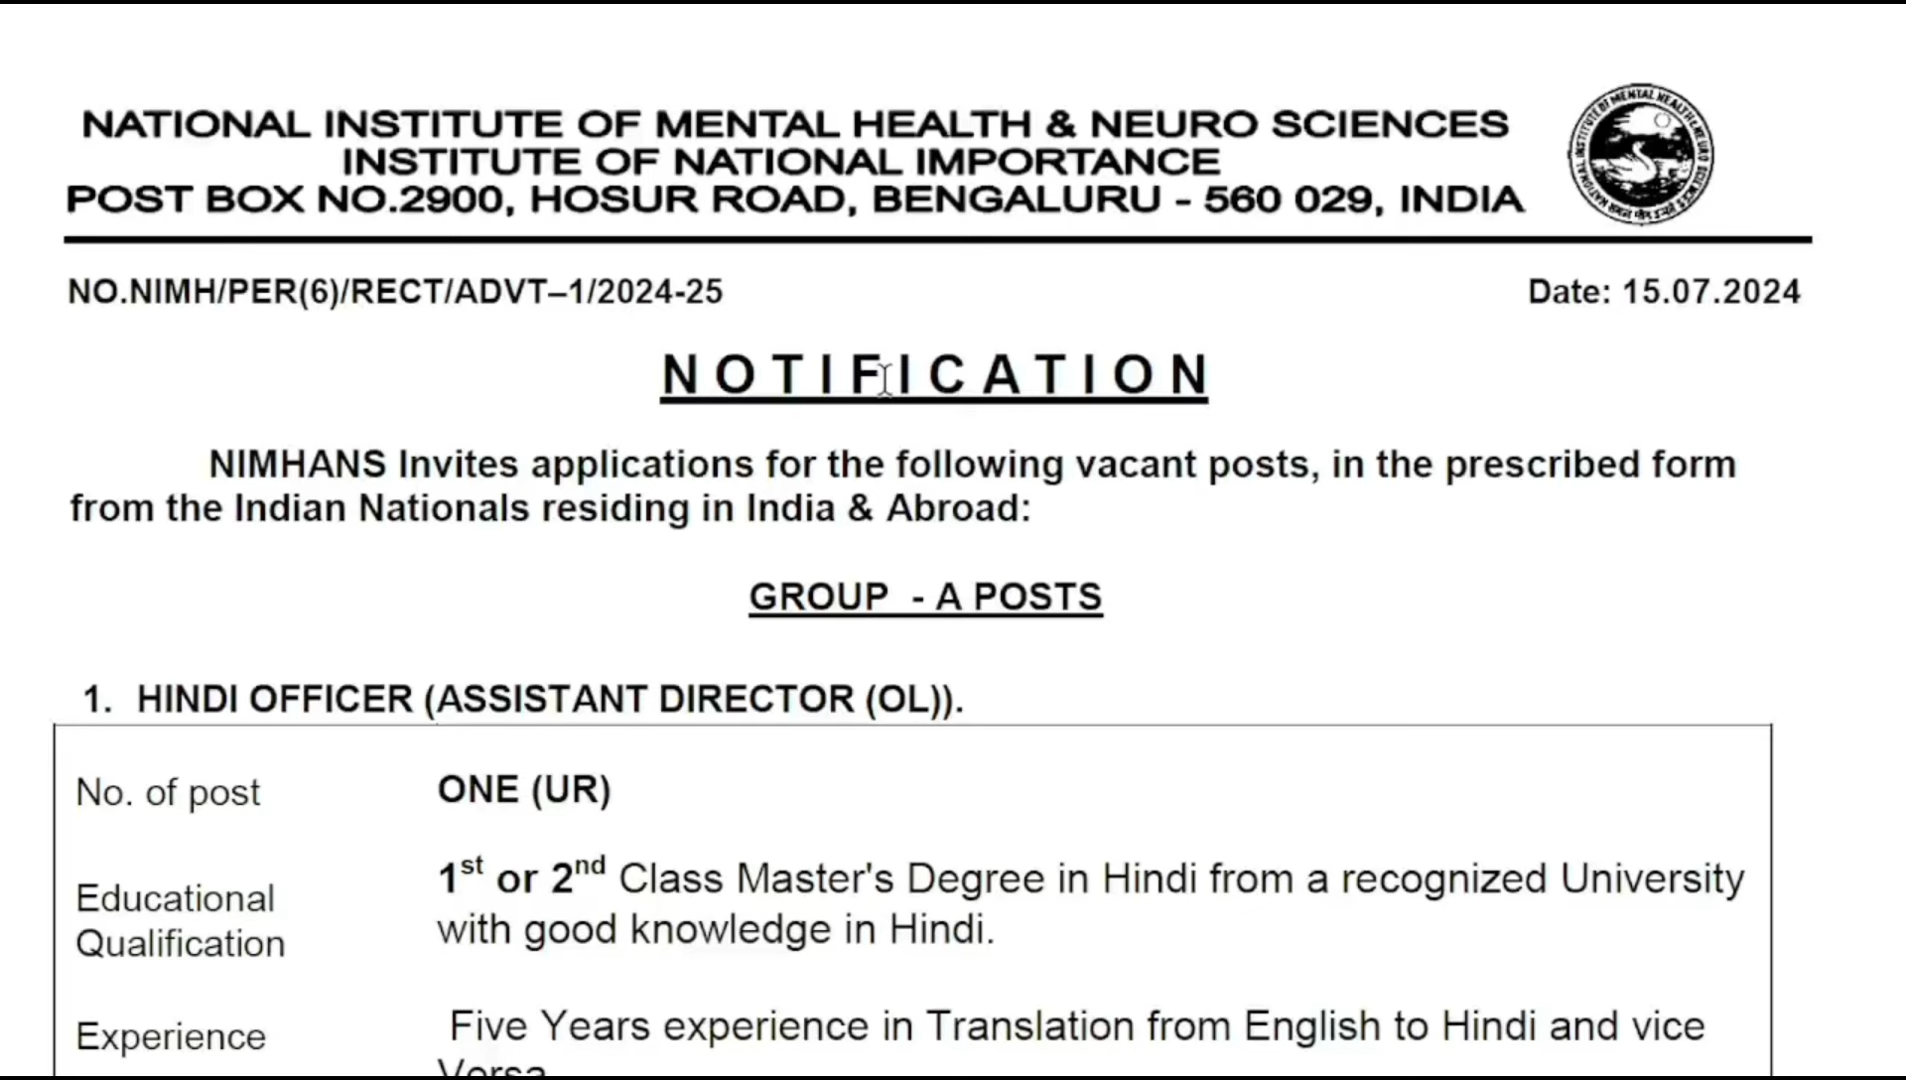 NATIONAL INSTITUTE OF MENTAL HEALTH & NEURO SCIENCES
INSTITUTE OF NATIONAL IMPORTANCE
POST BOX NO.2900, HOSUR ROAD, BENGALURU - 560 029, INDIA
NO.NIMH/PER(6)/RECT/ADVT–1/2024-25
Date: 15.07.2024
NOTIFICATION
NIMHANS Invites applications for the following vacant posts, in the prescribed form
from the Indian Nationals residing in India & Abroad:
GROUP - A POSTS
1. HINDI OFFICER (ASSISTANT DIRECTOR (OL)).
No. of post
ONE (UR)
Educational
Qualification
1st or 2nd Class Master's Degree in Hindi from a recognized University
with good knowledge in Hindi.
Experience
Five Years experience in Translation from English to Hindi and vice
Versa